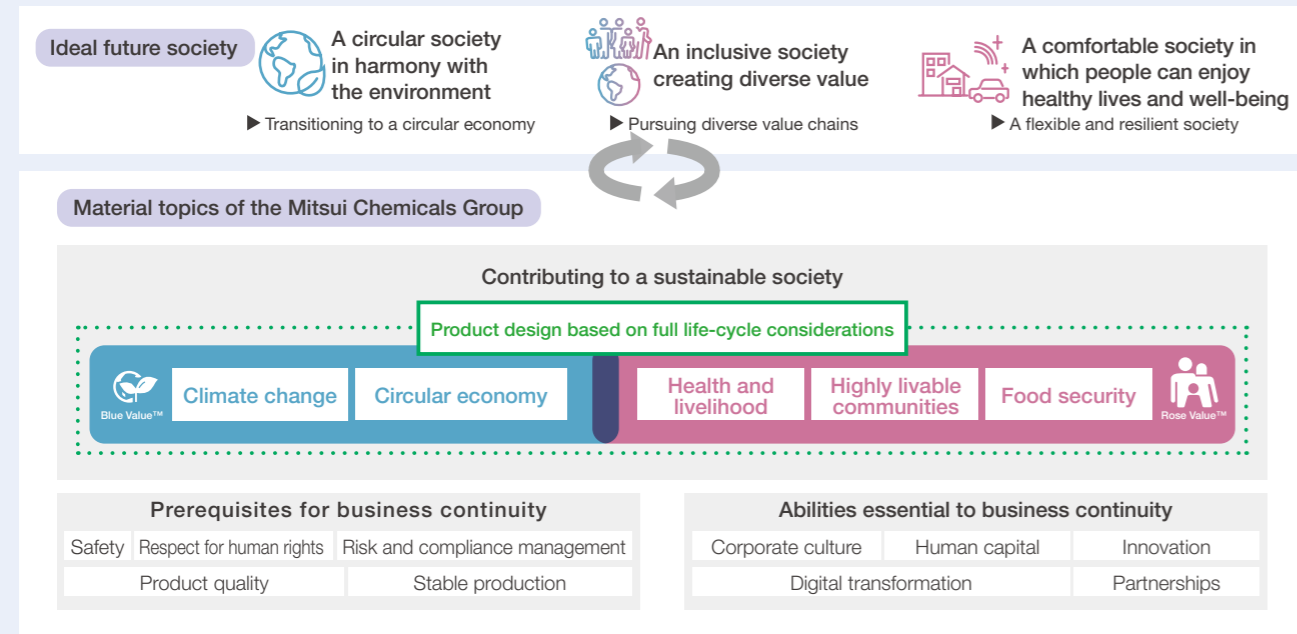 Ideal future society
A circular society
in harmony with
the environment
▶ Transitioning to a circular economy
An inclusive society
creating diverse value
▶ Pursuing diverse value chains
A comfortable society in
which people can enjoy
healthy lives and well-being
▶ A flexible and resilient society
Material topics of the Mitsui Chemicals Group
Contributing to a sustainable society
Product design based on full life-cycle considerations
Blue Value™
Climate change
Circular economy
Health and
livelihood
Highly livable
communities
Food security
Rose Value™
Prerequisites for business continuity
Safety
Respect for human rights
Risk and compliance management
Product quality
Stable production
Abilities essential to business continuity
Corporate culture
Human capital
Innovation
Digital transformation
Partnerships